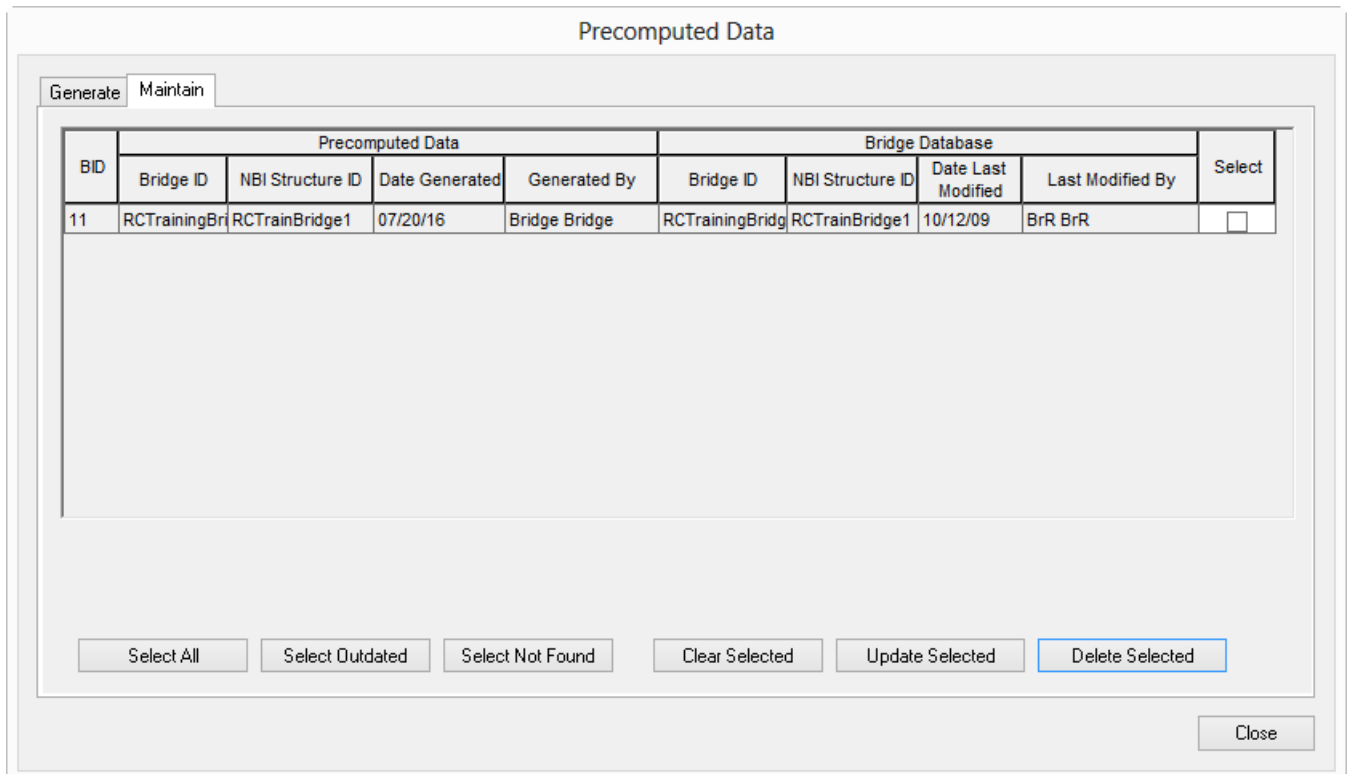 Precomputed Data
Generate Maintain
BID Precomputed Data Bridge Database Select
Bridge ID NBI Structure ID Date Generated Generated By Bridge ID NBI Structure ID Date Last Modified Last Modified By
11 RCTrainingBri RCTrainBridge1 07/20/16 Bridge Bridge RCTrainingBridg RCTrainBridge1 10/12/09 BrR BrR
Select All Select Outdated Select Not Found Clear Selected Update Selected Delete Selected
Close